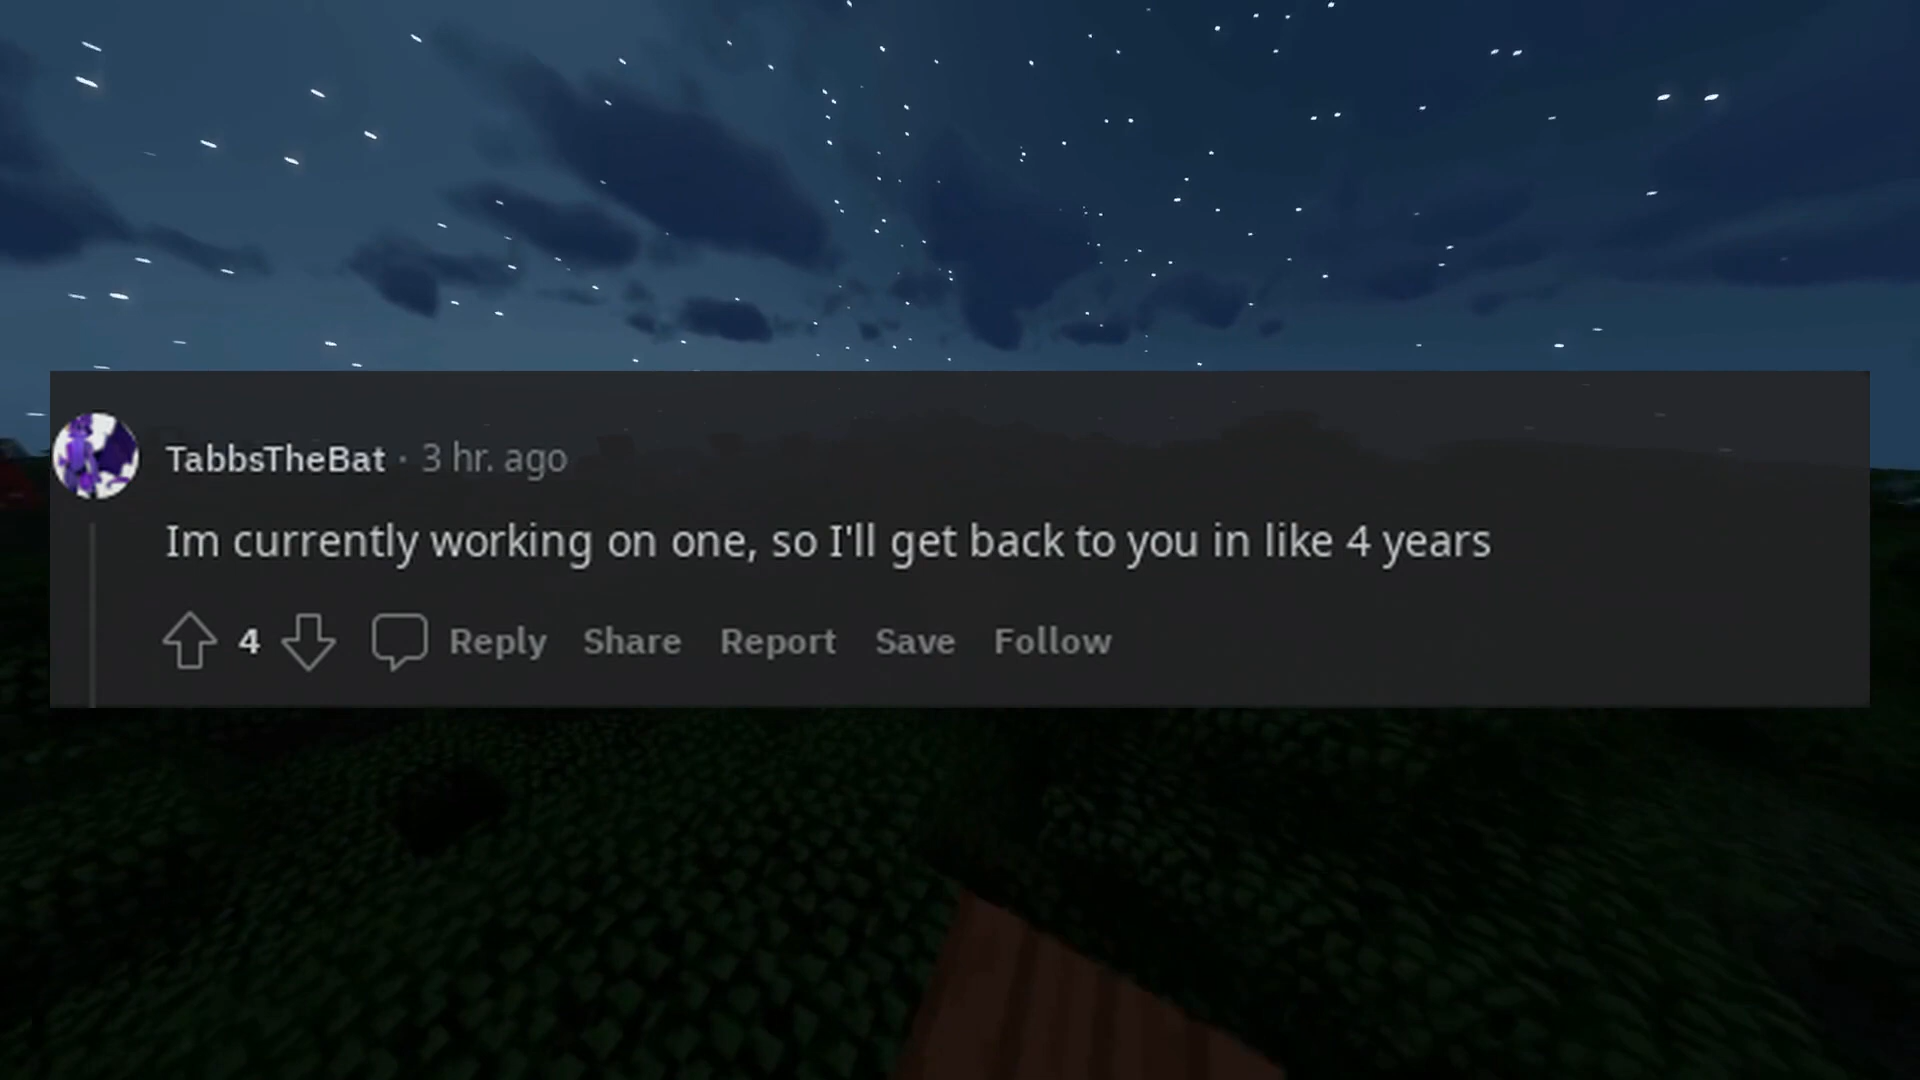 TabbsTheBat · 3 hr. ago
Im currently working on one, so I'll get back to you in like 4 years
4 Reply Share Report Save Follow